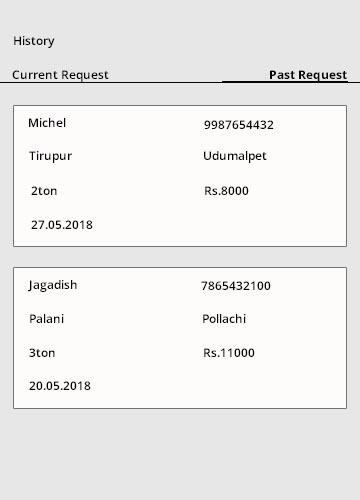 History
Current Request Past Request
Michel 9987654432
Tirupur Udumalpet
2ton Rs.8000
27.05.2018
Jagadish 7865432100
Palani Pollachi
3ton Rs.11000
20.05.2018